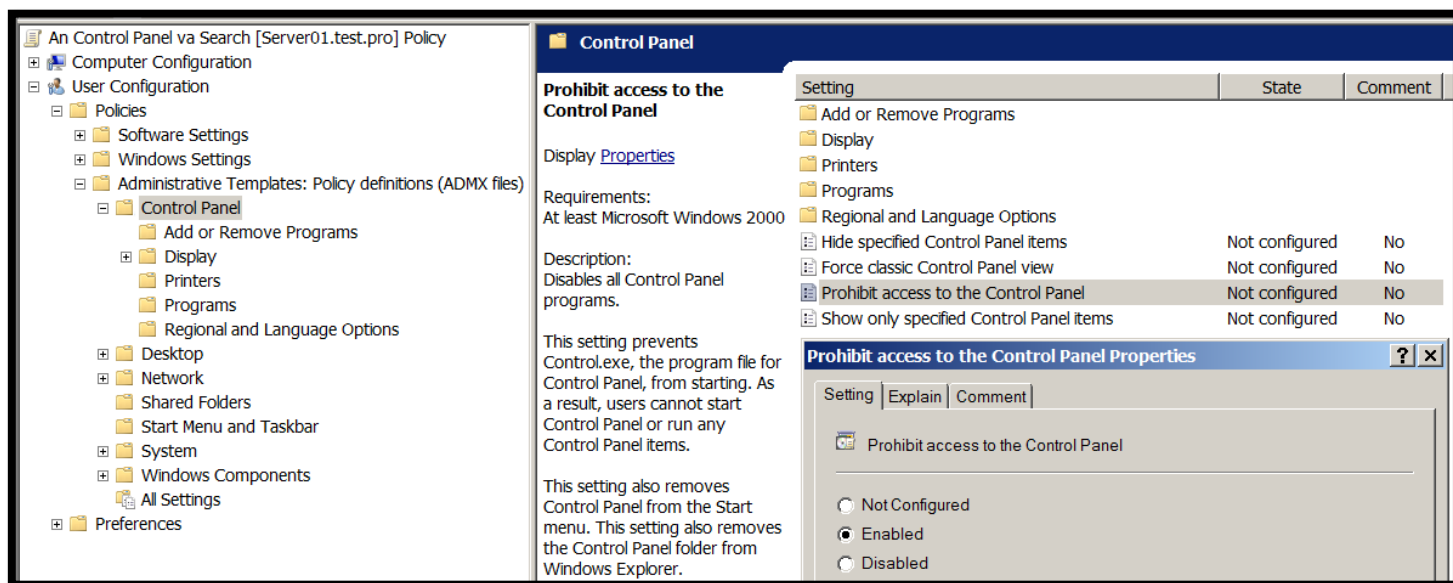 An Control Panel va Search [Server01.test.pro] Policy
Computer Configuration
User Configuration
Policies
Software Settings
Windows Settings
Administrative Templates: Policy definitions (ADMX files)
Control Panel
Add or Remove Programs
Display
Printers
Programs
Regional and Language Options
Desktop
Network
Shared Folders
Start Menu and Taskbar
System
Windows Components
All Settings
Preferences
Control Panel
Prohibit access to the
Control Panel
Display Properties
Requirements:
At least Microsoft Windows 2000
Description:
Disables all Control Panel
programs.
This setting prevents
Control.exe, the program file for
Control Panel, from starting. As
a result, users cannot start
Control Panel or run any
Control Panel items.
This setting also removes
Control Panel from the Start
menu. This setting also removes
the Control Panel folder from
Windows Explorer.
Setting State Comment
Add or Remove Programs
Display
Printers
Programs
Regional and Language Options
Hide specified Control Panel items Not configured No
Force classic Control Panel view Not configured No
Prohibit access to the Control Panel Not configured No
Show only specified Control Panel items Not configured No
Prohibit access to the Control Panel Properties
Setting Explain Comment
Prohibit access to the Control Panel
Not Configured
Enabled
Disabled